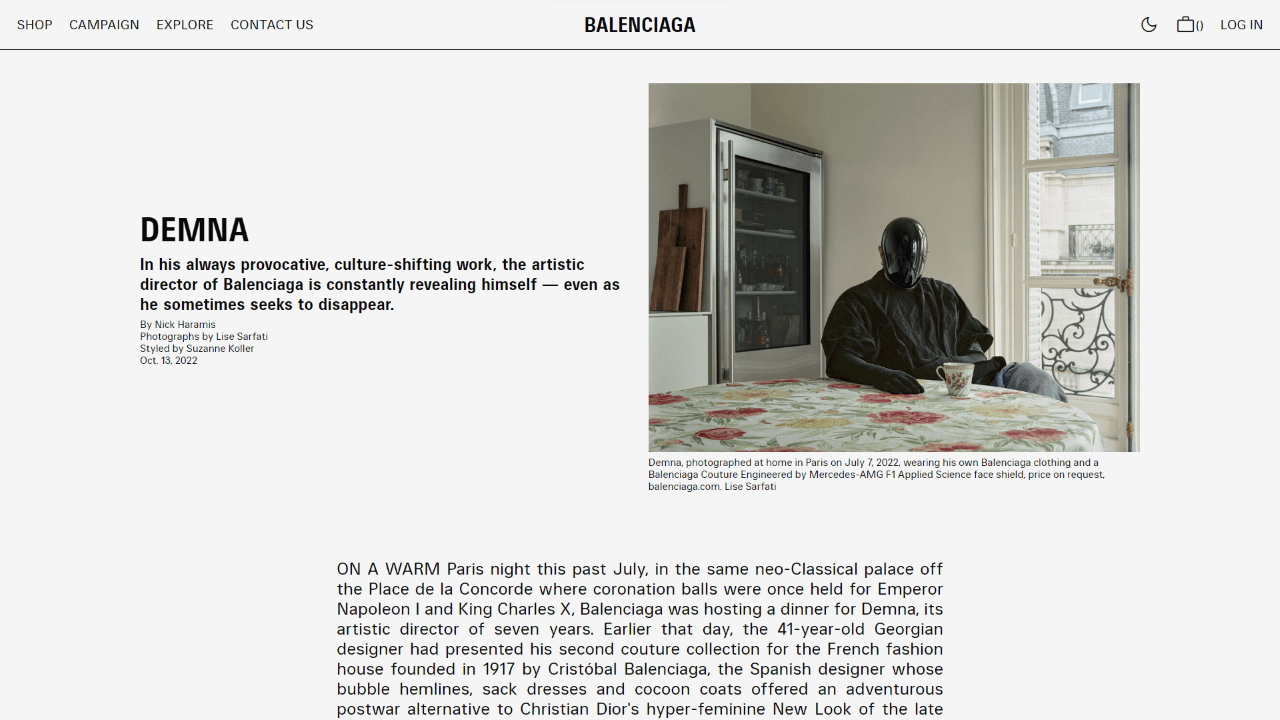 SHOP CAMPAIGN EXPLORE CONTACT US BALENCIAGA () LOG IN
DEMNA
In his always provocative, culture-shifting work, the artistic
director of Balenciaga is constantly revealing himself — even as
he sometimes seeks to disappear.
By Nick Haramis
Photographs by Lise Sarfati
Styled by Suzanne Koller
Oct. 13, 2022
Demna, photographed at home in Paris on July 7, 2022, wearing his own Balenciaga clothing and a
Balenciaga Couture Engineered by Mercedes-AMG F1 Applied Science face shield, price on request,
balenciaga.com. Lise Sarfati
ON A WARM Paris night this past July, in the same neo-Classical palace off
the Place de la Concorde where coronation balls were once held for Emperor
Napoleon I and King Charles X, Balenciaga was hosting a dinner for Demna, its
artistic director of seven years. Earlier that day, the 41-year-old Georgian
designer had presented his second couture collection for the French fashion
house founded in 1917 by Cristóbal Balenciaga, the Spanish designer whose
bubble hemlines, sack dresses and cocoon coats offered an adventurous
postwar alternative to Christian Dior's hyper-feminine New Look of the late